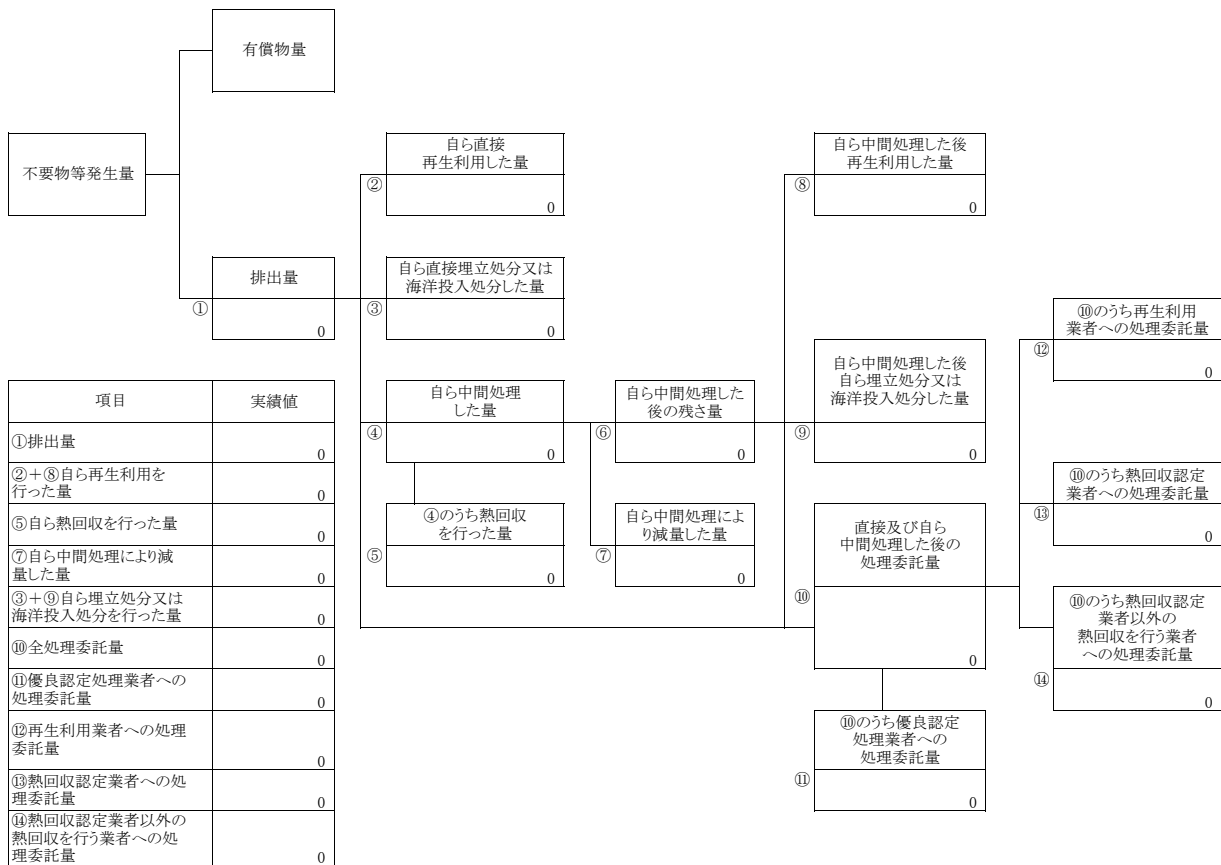 有償物量
不要物等発生量
自ら直接
再生利用した量
②
0
自ら中間処理した後
再生利用した量
⑧
0
排出量
①
0
自ら直接埋立処分又は
海洋投入処分した量
③
0
⑩のうち再生利用
業者への処理委託量
⑫
0
自ら中間処理
した量
④
0
自ら中間処理した
後の残さ量
⑥
0
自ら中間処理した後
自ら埋立処分又は
海洋投入処分した量
⑨
0
④のうち熱回収
を行った量
⑤
0
自ら中間処理によ
り減量した量
⑦
0
直接及び自ら
中間処理した後の
処理委託量
⑩
0
⑩のうち熱回収認定
業者への処理委託量
⑬
0
⑩のうち熱回収認定
業者以外の
熱回収を行う業者
への処理委託量
⑭
0
⑩のうち優良認定
処理業者への
処理委託量
⑪
0
項目 実績値
①排出量 0
②+⑧自ら再生利用を
行った量 0
⑤自ら熱回収を行った量 0
⑦自ら中間処理により減
量した量 0
③+⑨自ら埋立処分又は
海洋投入処分を行った量 0
⑩全処理委託量 0
⑪優良認定処理業者への
処理委託量 0
⑫再生利用業者への処理
委託量 0
⑬熱回収認定業者への処
理委託量 0
⑭熱回収認定業者以外の
熱回収を行う業者への処
理委託量 0